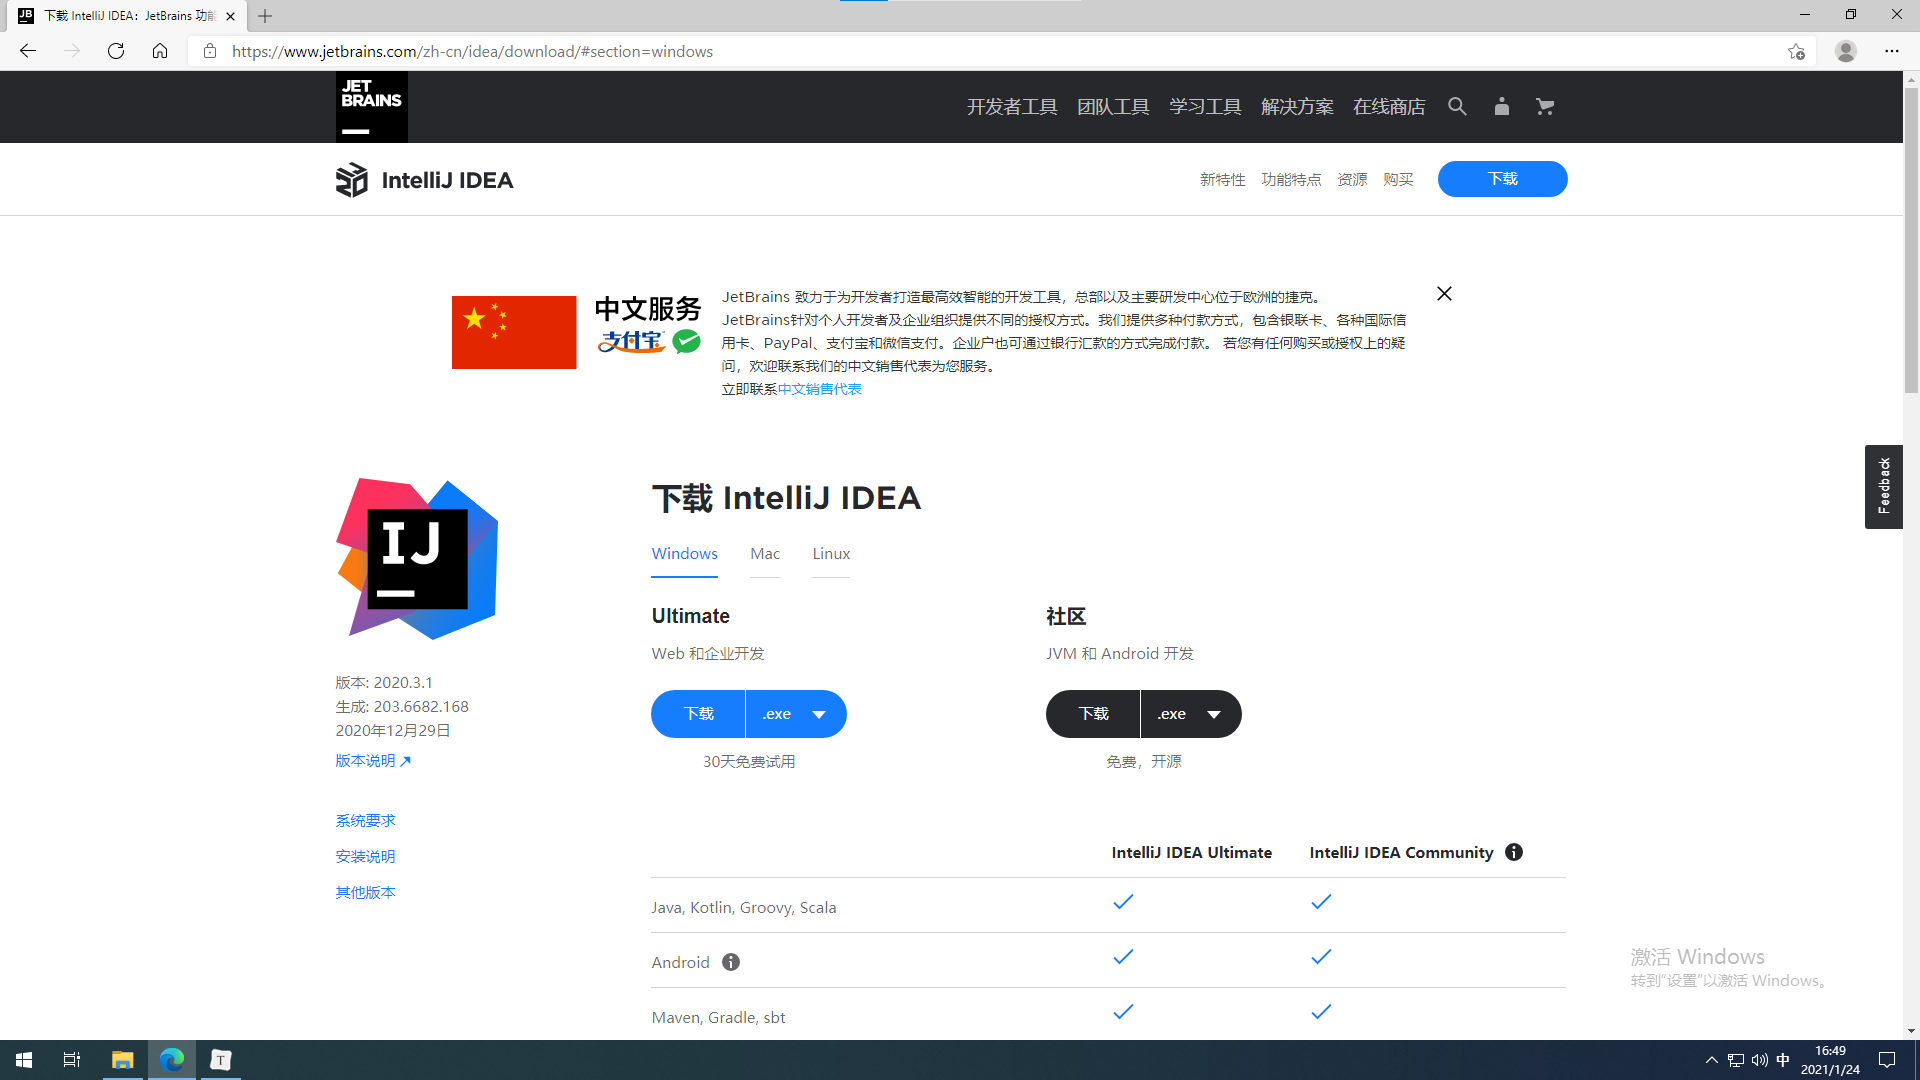 JB 下载 IntelliJ IDEA：JetBrains 功能
https://www.jetbrains.com/zh-cn/idea/download/#section=windows
JET
BRAINS
开发者工具 团队工具 学习工具 解决方案 在线商店
IntelliJ IDEA
新特性 功能特点 资源 购买 下载
中文服务
支付宝
JetBrains 致力于为开发者打造最高效智能的开发工具，总部以及主要研发中心位于欧洲的捷克。
JetBrains针对个人开发者及企业组织提供不同的授权方式。我们提供多种付款方式，包含银联卡、各种国际信
用卡、PayPal、支付宝和微信支付。企业户也可通过银行汇款的方式完成付款。 若您有任何购买或授权上的疑
问，欢迎联系我们的中文销售代表为您服务。
立即联系中文销售代表
Feedback
IJ
版本: 2020.3.1
生成: 203.6682.168
2020年12月29日
版本说明
系统要求
安装说明
其他版本
下载 IntelliJ IDEA
Windows Mac Linux
Ultimate
Web 和企业开发
下载 .exe
30天免费试用
社区
JVM 和 Android 开发
下载 .exe
免费，开源
IntelliJ IDEA Ultimate IntelliJ IDEA Community
Java, Kotlin, Groovy, Scala
Android
Maven, Gradle, sbt
激活 Windows
转到"设置"以激活 Windows。
T
中
16:49
2021/1/24